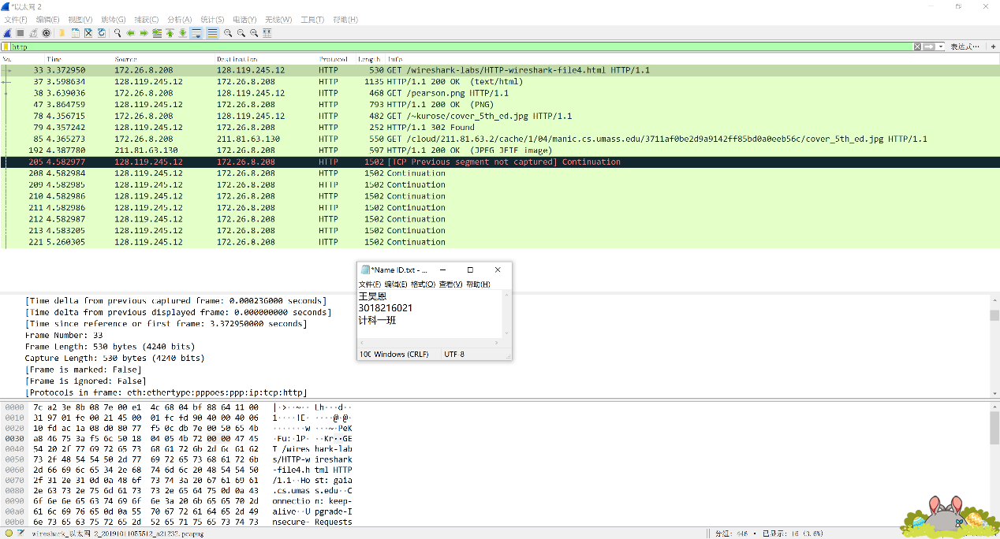 *以太网 2
文件(F) 编辑(E) 视图(V) 跳转(G) 捕获(C) 分析(A) 统计(S) 电话(Y) 无线(W) 工具(T) 帮助(H)
http 表达式… +
No. Time Source Destination Protocol Length Info
33 3.372950 172.26.8.208 128.119.245.12 HTTP 530 GET /wireshark-labs/HTTP-wireshark-file4.html HTTP/1.1
37 3.598634 128.119.245.12 172.26.8.208 HTTP 1135 HTTP/1.1 200 OK (text/html)
38 3.639036 172.26.8.208 128.119.245.12 HTTP 468 GET /pearson.png HTTP/1.1
47 3.864759 128.119.245.12 172.26.8.208 HTTP 793 HTTP/1.1 200 OK (PNG)
78 4.356715 172.26.8.208 128.119.245.12 HTTP 482 GET /~kurose/cover_5th_ed.jpg HTTP/1.1
79 4.357242 128.119.245.12 172.26.8.208 HTTP 252 HTTP/1.1 302 Found
85 4.365273 172.26.8.208 211.81.63.130 HTTP 550 GET /cloud/211.81.63.2/cache/1/04/manic.cs.umass.edu/3711af0be2d9a9142ff85bd0a0eeb56c/cover_5th_ed.jpg HTTP/1.1
192 4.387780 211.81.63.130 172.26.8.208 HTTP 597 HTTP/1.1 200 OK (JPEG JFIF image)
205 4.582977 128.119.245.12 172.26.8.208 HTTP 1502 [TCP Previous segment not captured] Continuation
208 4.582984 128.119.245.12 172.26.8.208 HTTP 1502 Continuation
209 4.582985 128.119.245.12 172.26.8.208 HTTP 1502 Continuation
210 4.582986 128.119.245.12 172.26.8.208 HTTP 1502 Continuation
211 4.582986 128.119.245.12 172.26.8.208 HTTP 1502 Continuation
212 4.582987 128.119.245.12 172.26.8.208 HTTP 1502 Continuation
213 4.583205 128.119.245.12 172.26.8.208 HTTP 1502 Continuation
221 5.260305 128.119.245.12 172.26.8.208 HTTP 1502 Continuation
*Name ID.txt - ...
文件(F) 编辑(E) 格式(O) 查看(V) 帮助(H)
王昊恩
3018216021
计科一班
100 Windows (CRLF) UTF-8
[Time delta from previous captured frame: 0.000236000 seconds]
[Time delta from previous displayed frame: 0.000000000 seconds]
[Time since reference or first frame: 3.372950000 seconds]
Frame Number: 33
Frame Length: 530 bytes (4240 bits)
Capture Length: 530 bytes (4240 bits)
[Frame is marked: False]
[Frame is ignored: False]
[Protocols in frame: eth:ethertype:pppoes:ppp:ip:tcp:http]
0000 7c a2 3e 8b 08 7e 00 e1 4c 68 04 bf 88 64 11 00 |·>··~·· Lh···d··
0010 31 97 01 fe 00 21 45 00 01 fc fd 90 40 00 40 06 1····!E· ····@·@·
0020 10 fd ac 1a 08 d0 80 77 f5 0c db 7e 00 50 65 4b ·······w ···~·PeK
0030 a8 46 75 3a f5 6c 50 18 04 05 4b 72 00 00 47 45 ·Fu:·lP· ··Kr··GE
0040 54 20 2f 77 69 72 65 73 68 61 72 6b 2d 6c 61 62 T /wires hark-lab
0050 73 2f 48 54 54 50 2d 77 69 72 65 73 68 61 72 6b s/HTTP-w ireshark
0060 2d 66 69 6c 65 34 2e 68 74 6d 6c 20 48 54 54 50 -file4.h tml HTTP
0070 2f 31 2e 31 0d 0a 48 6f 73 74 3a 20 67 61 69 61 /1.1··Ho st: gaia
0080 2e 63 73 2e 75 6d 61 73 73 2e 65 64 75 0d 0a 43 .cs.umas s.edu··C
0090 6f 6e 6e 65 63 74 69 6f 6e 3a 20 6b 65 65 70 2d onnectio n: keep-
00a0 61 6c 69 76 65 0d 0a 55 70 67 72 61 64 65 2d 49 alive··U pgrade-I
00b0 6e 73 65 63 75 72 65 2d 52 65 71 75 65 73 74 73 nsecure- Requests
wireshark_以太网 2_20191011055512_a21232.pcapng 分组: 446 · 已显示: 16 (3.6%)